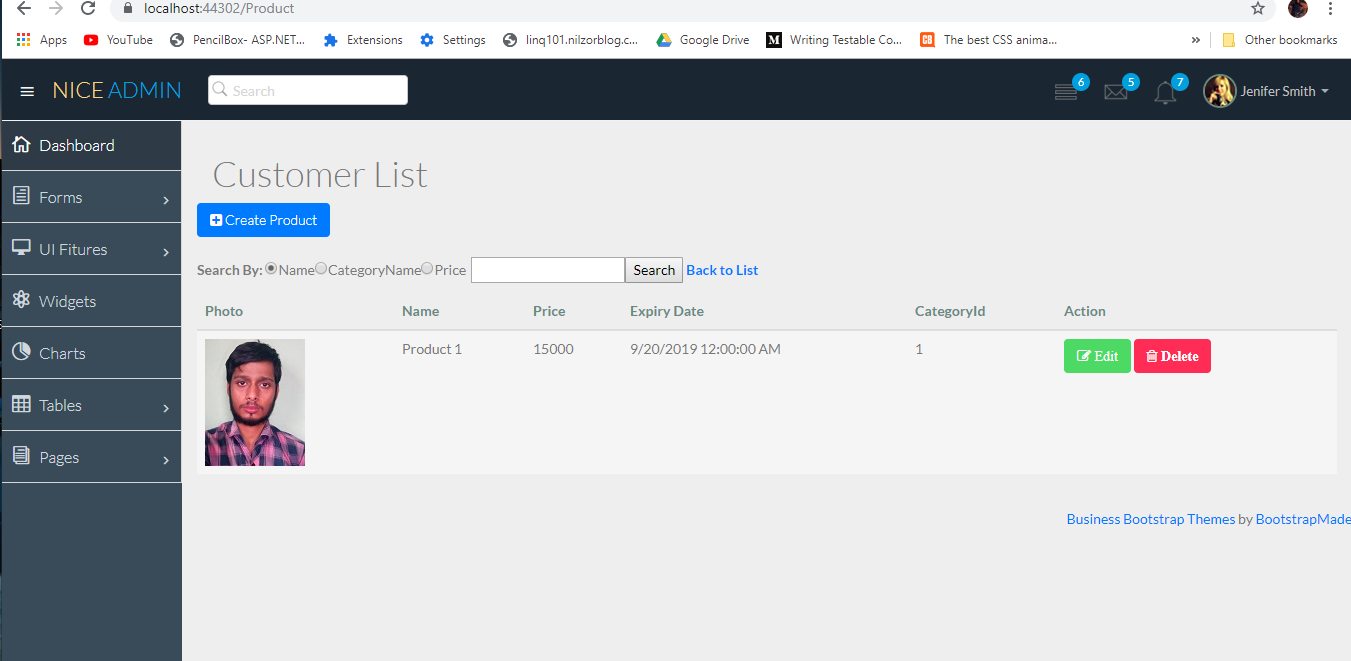 localhost:44302/Product
Apps YouTube PencilBox- ASP.NET... Extensions Settings linq101.nilzorblog.c... Google Drive M Writing Testable Co... CB The best CSS anima... » Other bookmarks
NICE ADMIN Search 6 5 7 Jenifer Smith
Dashboard
Forms
UI Fitures
Widgets
Charts
Tables
Pages
Customer List
Create Product
Search By: Name CategoryName Price Search Back to List
Photo Name Price Expiry Date CategoryId Action
Product 1 15000 9/20/2019 12:00:00 AM 1 Edit Delete
Business Bootstrap Themes by BootstrapMade